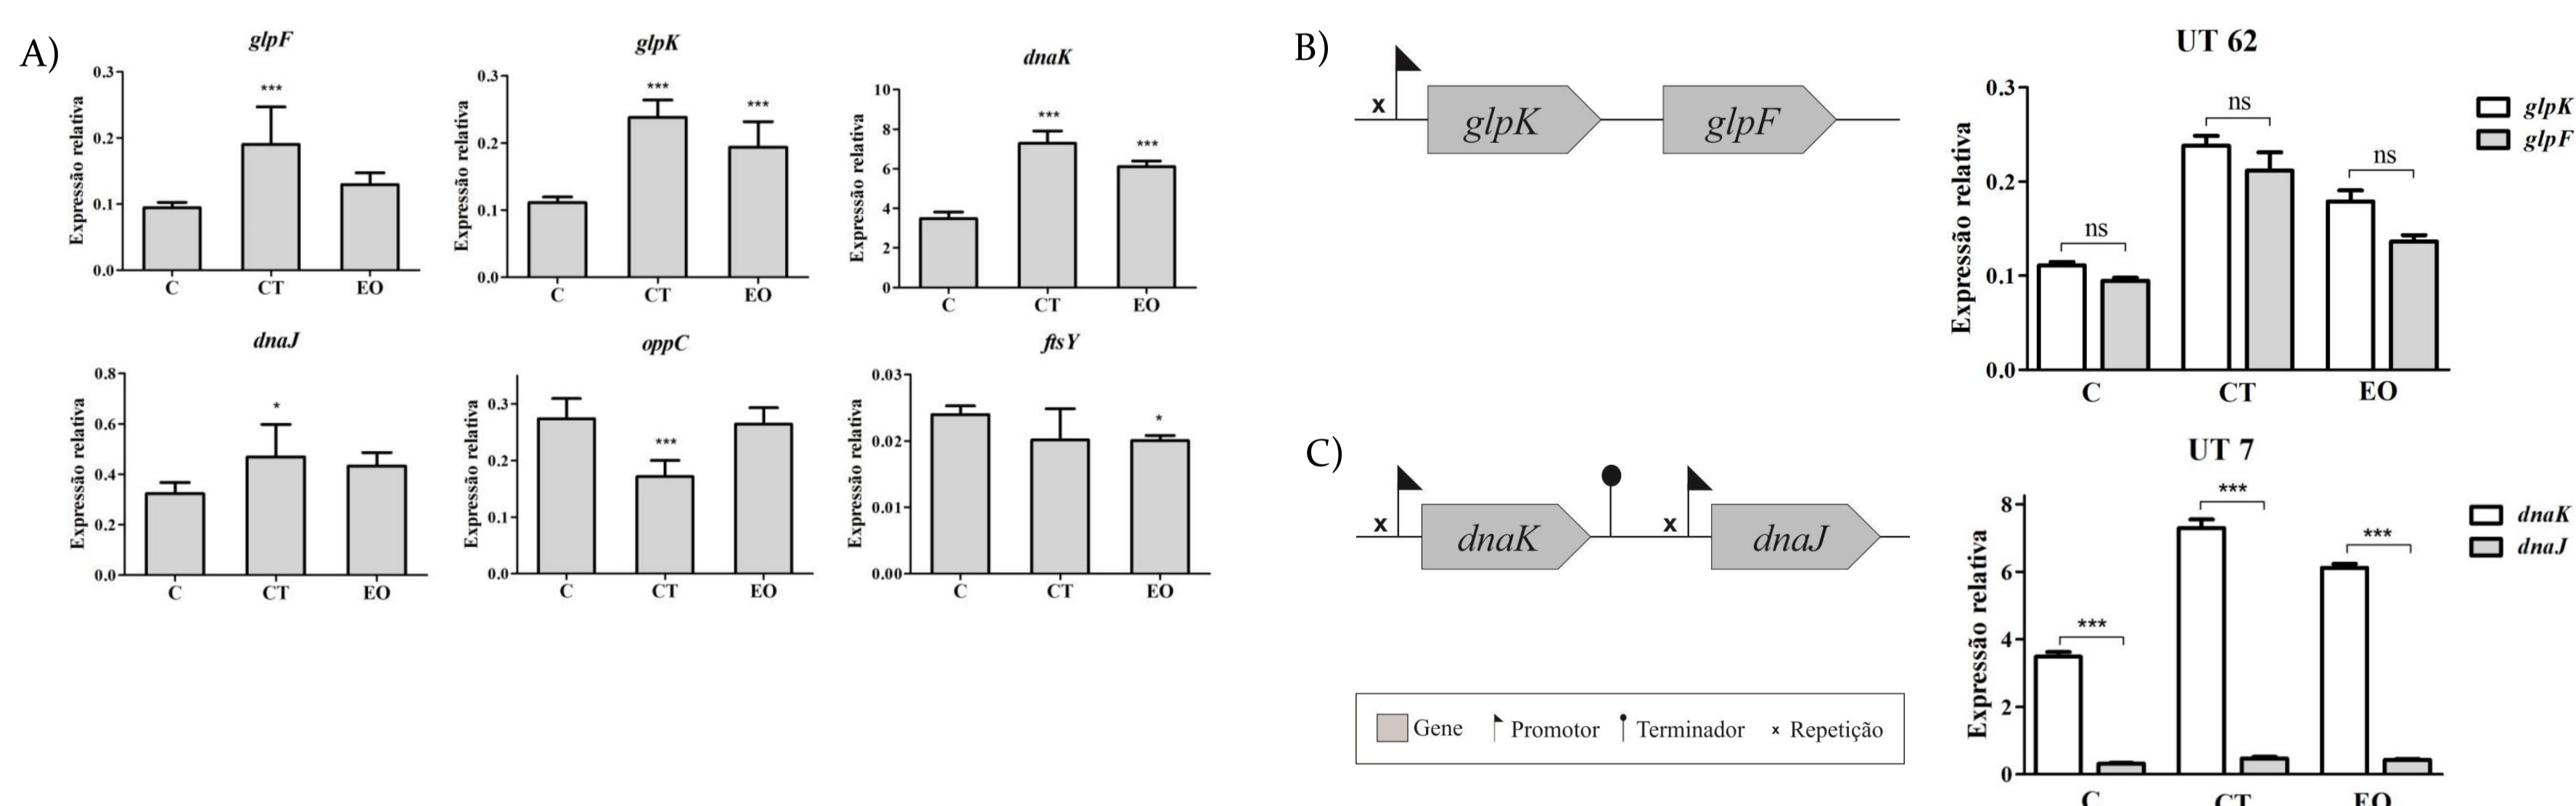 A)
glpF
Expressão relativa
0.3
0.2
0.1
0.0
***
C CT EO
glpK
Expressão relativa
0.3
0.2
0.1
0.0
*** ***
C CT EO
dnaK
Expressão relativa
10
8
6
4
2
0
*** ***
C CT EO
dnaJ
Expressão relativa
0.8
0.6
0.4
0.2
0.0
*
C CT EO
oppC
Expressão relativa
0.3
0.2
0.1
0.0
***
C CT EO
ftsY
Expressão relativa
0.03
0.02
0.01
0.00
*
C CT EO
B)
x glpK glpF
UT 62
Expressão relativa
0.3
0.2
0.1
0.0
ns ns ns
C CT EO
glpK
glpF
C)
x dnaK x dnaJ
Gene Promotor Terminador x Repetição
UT 7
Expressão relativa
8
6
4
2
0
*** *** ***
C CT EO
dnaK
dnaJ